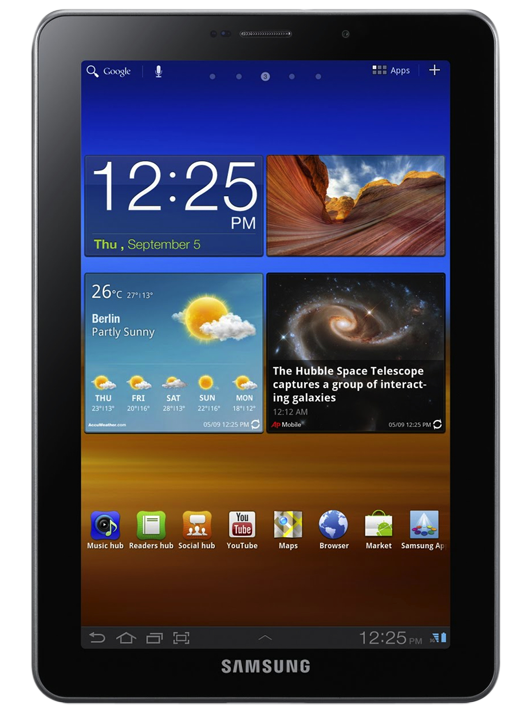 Google
Apps
12:25
PM
Thu , September 5
26°C 27°|13°
Berlin
Partly Sunny
THU FRI SAT SUN MON
23°|13° 20°|16° 28°|13° 22°|16° 18°|12°
AccuWeather.com 05/09 12:25 PM
The Hubble Space Telescope
captures a group of interact-
ing galaxies
12:12 AM
AP Mobile 05/09 12:25 PM
You
Tube
Music hub Readers hub Social hub YouTube Maps Browser Market Samsung Ap
12:25 PM
SAMSUNG